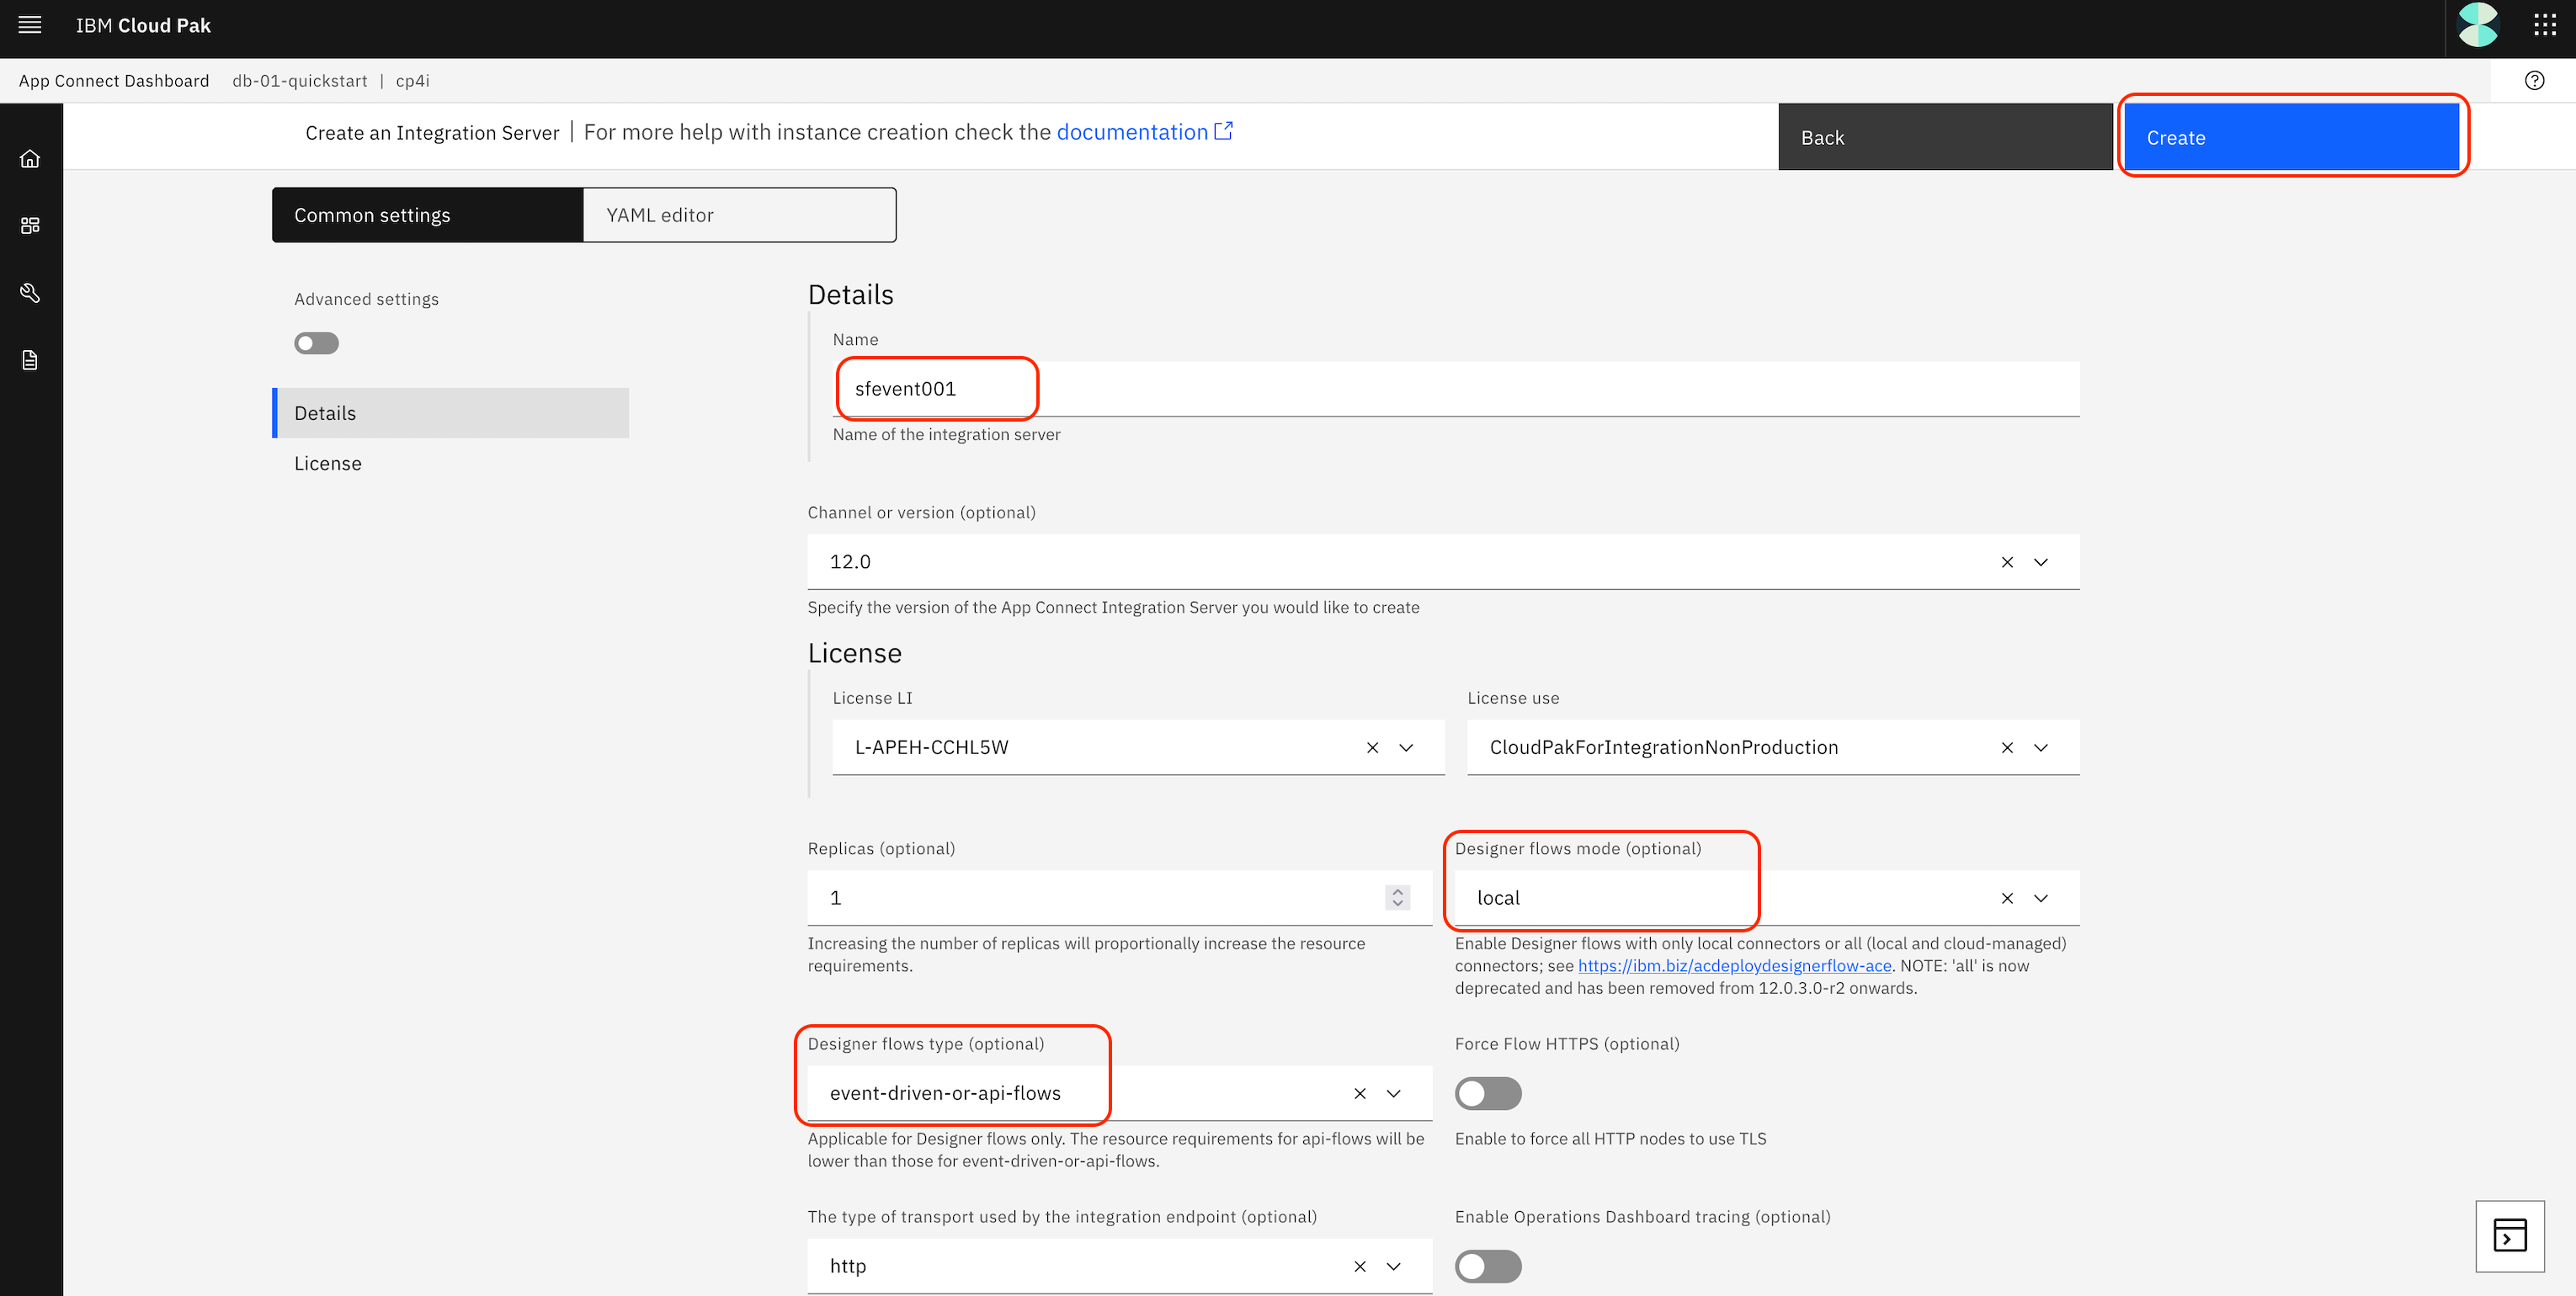 IBM Cloud Pak
App Connect Dashboard db-01-quickstart | cp4i
Create an Integration Server | For more help with instance creation check the documentation
Back
Create
Common settings
YAML editor
Advanced settings
Details
License
Details
Name
sfevent001
Name of the integration server
Channel or version (optional)
12.0
Specify the version of the App Connect Integration Server you would like to create
License
License LI
L-APEH-CCHL5W
License use
CloudPakForIntegrationNonProduction
Replicas (optional)
1
Increasing the number of replicas will proportionally increase the resource
requirements.
Designer flows mode (optional)
local
Enable Designer flows with only local connectors or all (local and cloud-managed)
connectors; see https://ibm.biz/acdeploydesignerflow-ace. NOTE: 'all' is now
deprecated and has been removed from 12.0.3.0-r2 onwards.
Designer flows type (optional)
event-driven-or-api-flows
Applicable for Designer flows only. The resource requirements for api-flows will be
lower than those for event-driven-or-api-flows.
Force Flow HTTPS (optional)
Enable to force all HTTP nodes to use TLS
The type of transport used by the integration endpoint (optional)
http
Enable Operations Dashboard tracing (optional)